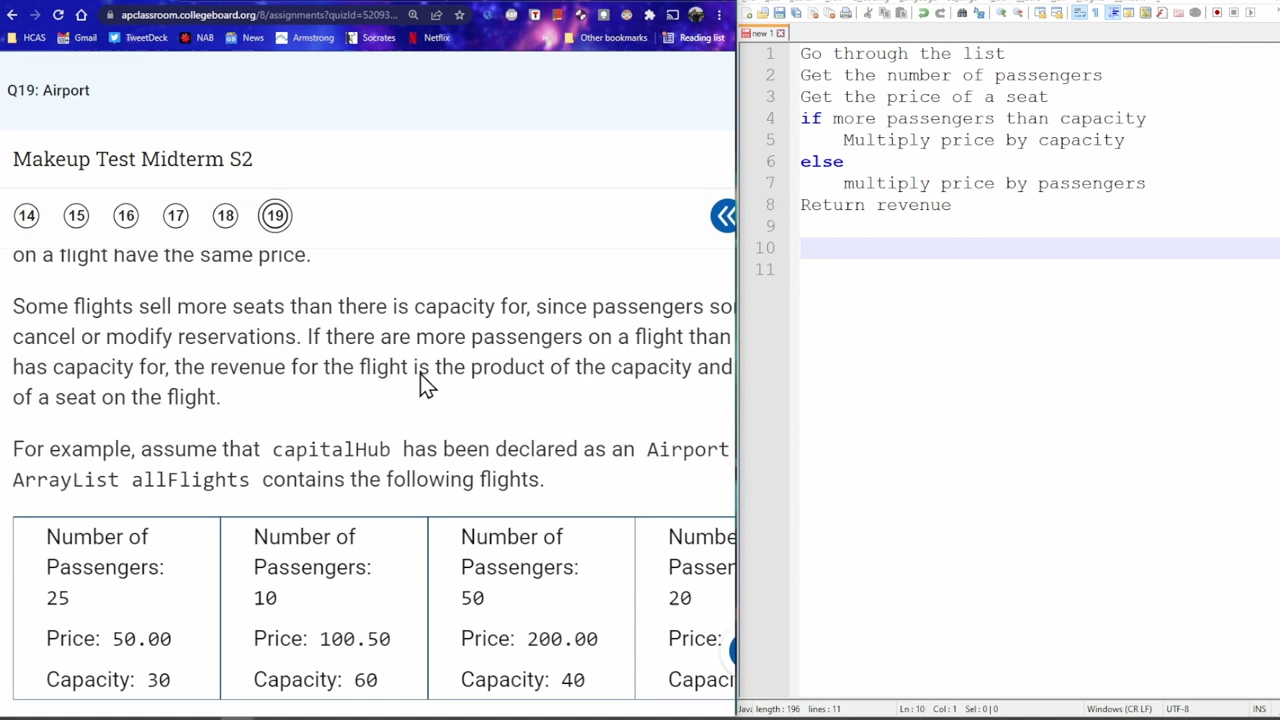 apclassroom.collegeboard.org/8/assignments?quizId=52093...
HCAS Gmail TweetDeck NAB News Armstrong Socrates Netflix » Other bookmarks Reading list
Q19: Airport
Makeup Test Midterm S2
14 15 16 17 18 19
on a flight have the same price.
Some flights sell more seats than there is capacity for, since passengers so
cancel or modify reservations. If there are more passengers on a flight than
has capacity for, the revenue for the flight is the product of the capacity and
of a seat on the flight.
For example, assume that capitalHub has been declared as an Airport
ArrayList allFlights contains the following flights.
Number of Passengers: 25
Price: 50.00
Capacity: 30
Number of Passengers: 10
Price: 100.50
Capacity: 60
Number of Passengers: 50
Price: 200.00
Capacity: 40
Numbe
Passen
20
Price:
Capaci
new 1
1 Go through the list
2 Get the number of passengers
3 Get the price of a seat
4 if more passengers than capacity
5 Multiply price by capacity
6 else
7 multiply price by passengers
8 Return revenue
9
10
11
Java length : 196 lines : 11 Ln : 10 Col : 1 Sel : 0 | 0 Windows (CR LF) UTF-8 INS